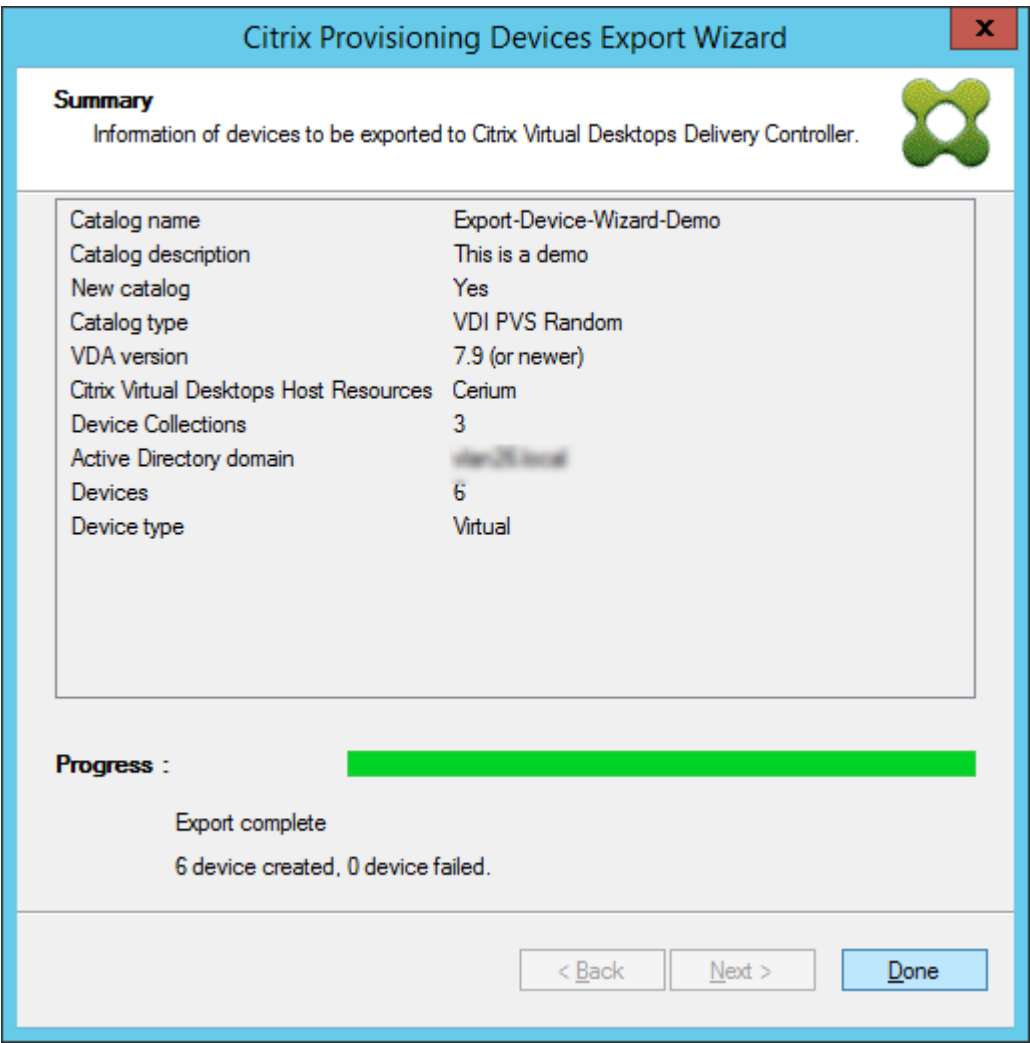 Citrix Provisioning Devices Export Wizard
x
Summary
Information of devices to be exported to Citrix Virtual Desktops Delivery Controller.
Catalog name Export-Device-Wizard-Demo
Catalog description This is a demo
New catalog Yes
Catalog type VDI PVS Random
VDA version 7.9 (or newer)
Citrix Virtual Desktops Host Resources Cerium
Device Collections 3
Active Directory domain
Devices 6
Device type Virtual
Progress :
Export complete
6 device created, 0 device failed.
< Back Next > Done